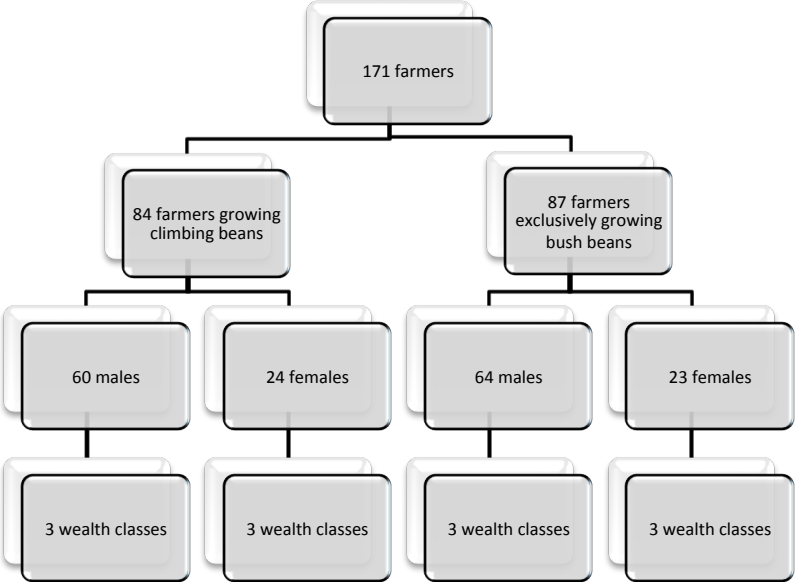 171 farmers
84 farmers growing
climbing beans
87 farmers
exclusively growing
bush beans
60 males
24 females
64 males
23 females
3 wealth classes
3 wealth classes
3 wealth classes
3 wealth classes